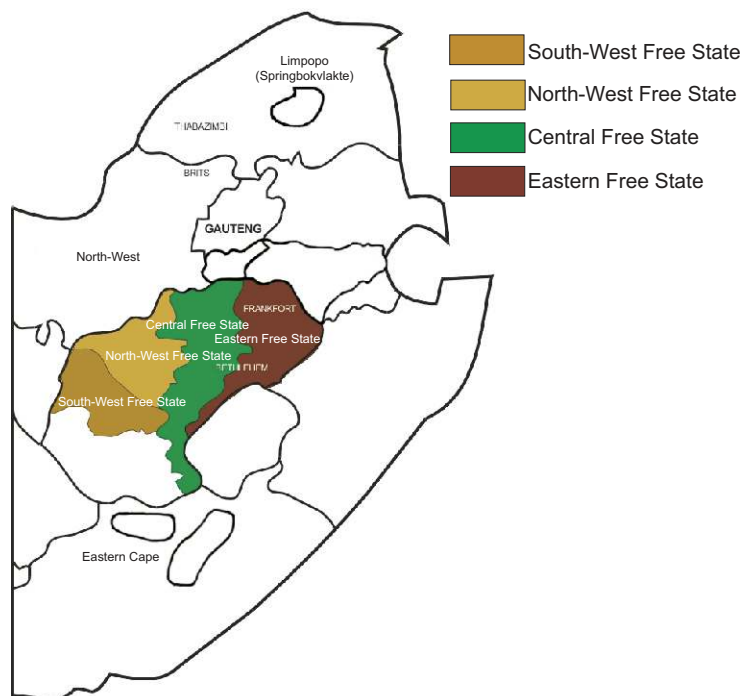 Limpopo
(Springbokvlakte)
South-West Free State
North-West Free State
Central Free State
Eastern Free State
THABAZIMBI
BRITS
GAUTENG
North-West
FRANKFORT
Central Free State
Eastern Free State
North-West Free State
BETHLEHEM
South-West Free State
Eastern Cape